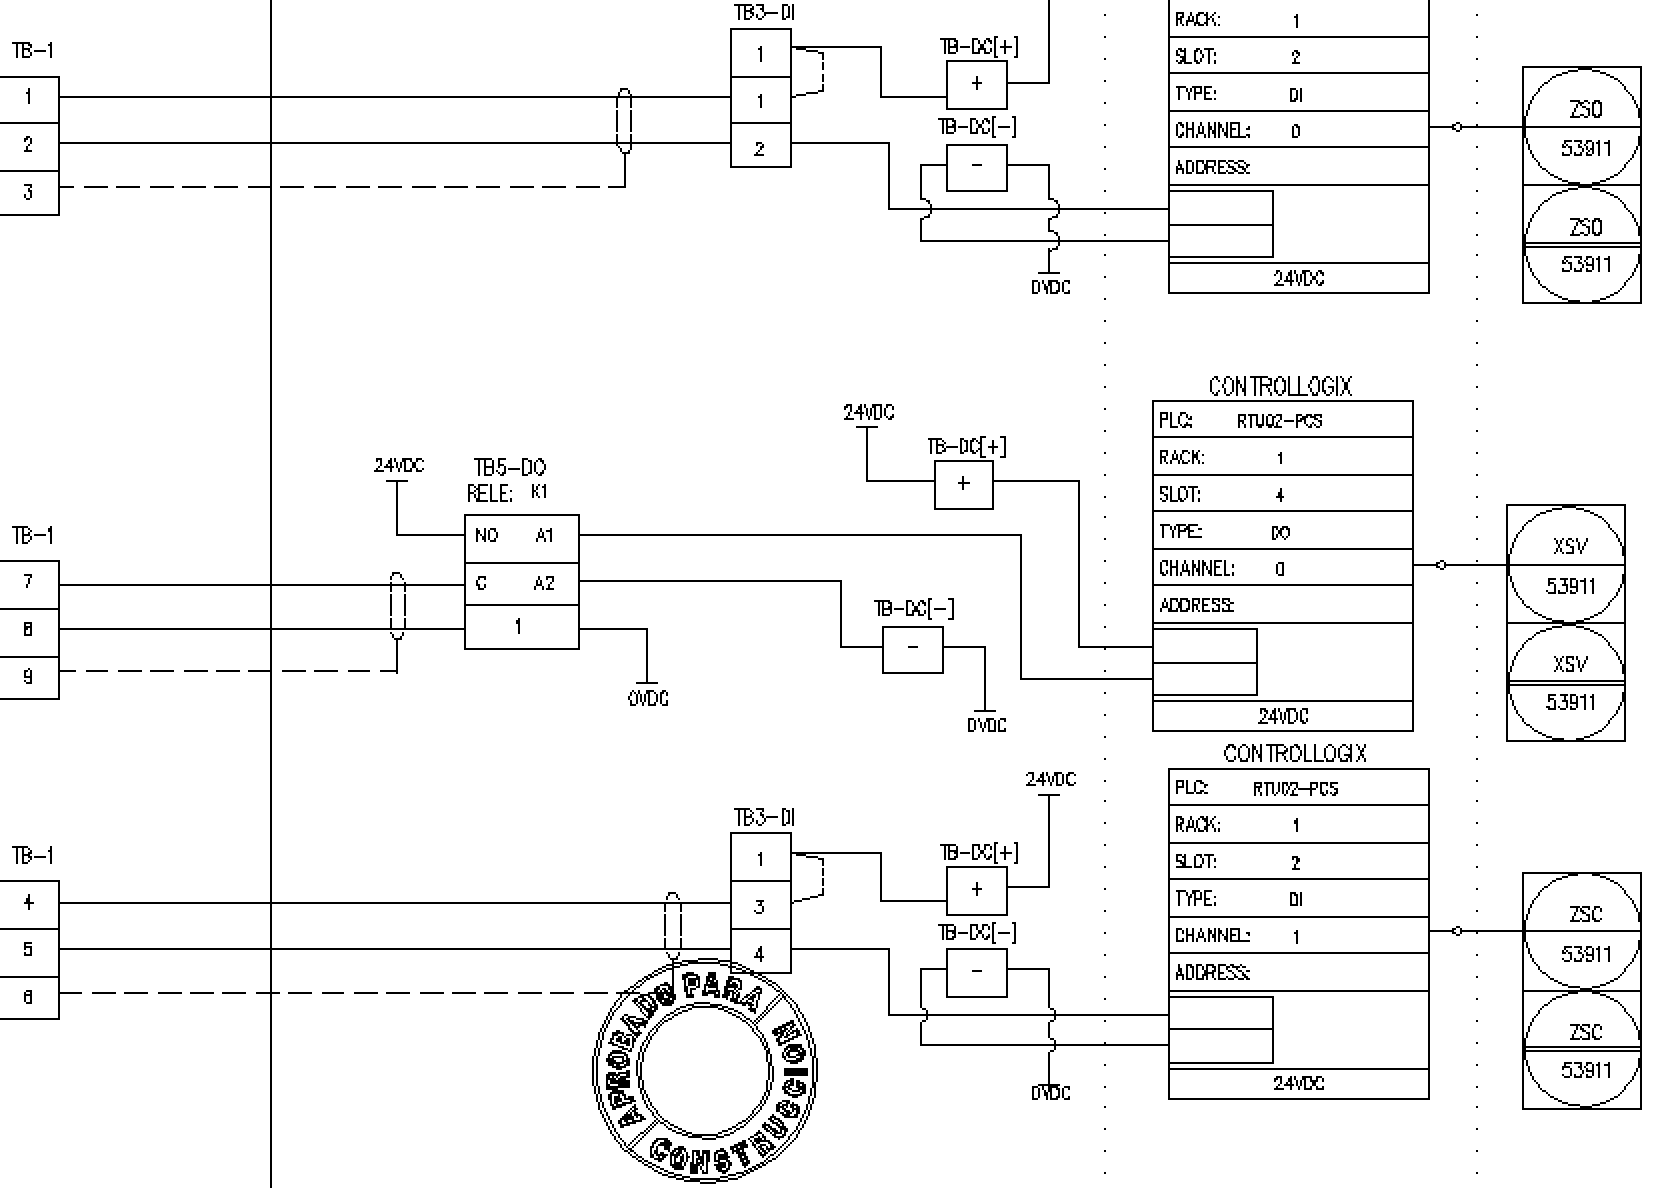 TB3-DI
TB-1
1
2
3
1
1
2
TB-DC[+]
+
TB-DC[-]
-
0VDC
RACK: 1
SLOT: 2
TYPE: DI
CHANNEL: 0
ADDRESS:
24VDC
ZSO
53911
ZSO
53911
TB-1
7
8
9
24VDC
TB5-DO
RELE: K1
NO A1
C A2
1
0VDC
24VDC
TB-DC[+]
+
TB-DC[-]
-
0VDC
CONTROLLOGIX
PLC: RTU02-PCS
RACK: 1
SLOT: 4
TYPE: DO
CHANNEL: 0
ADDRESS:
24VDC
XSV
53911
XSV
53911
TB-1
4
5
6
TB3-DI
1
3
4
24VDC
TB-DC[+]
+
TB-DC[-]
-
0VDC
CONTROLLOGIX
PLC: RTU02-PCS
RACK: 1
SLOT: 2
TYPE: DI
CHANNEL: 1
ADDRESS:
24VDC
ZSC
53911
ZSC
53911
APROBADO PARA
CONSTRUCCION